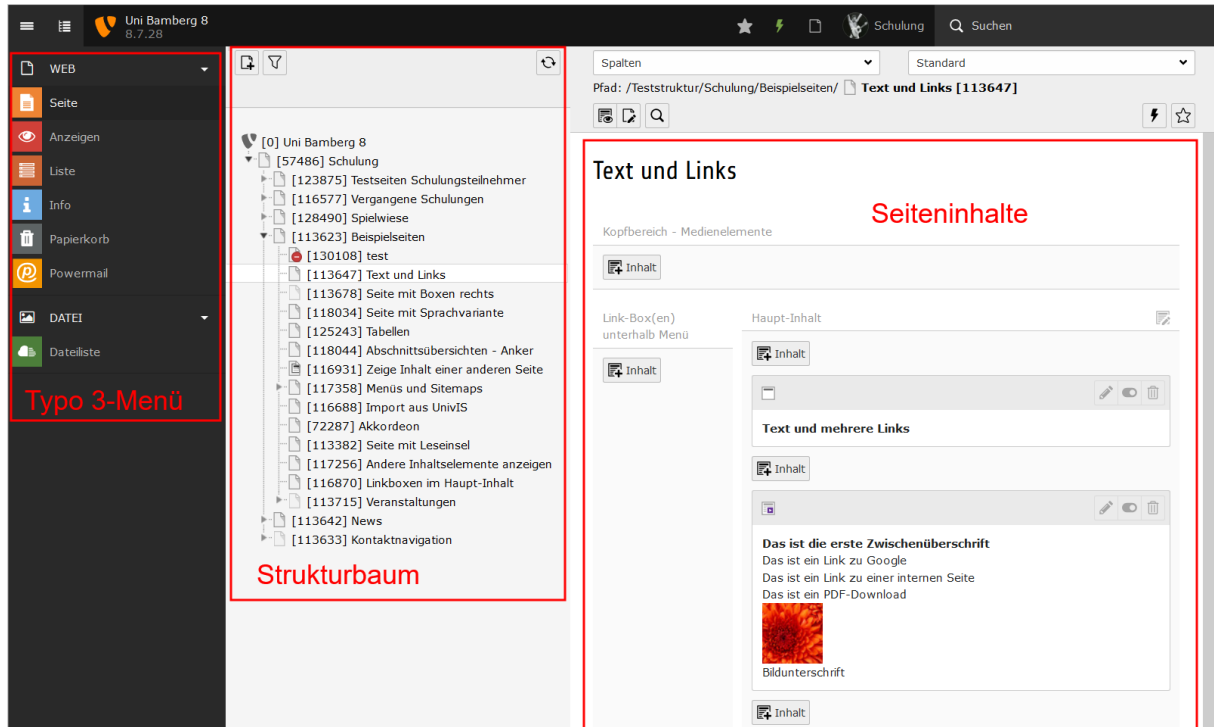 Uni Bamberg 8
8.7.28
Schulung
Suchen
WEB
Seite
Anzeigen
Liste
Info
Papierkorb
Powermail
DATEI
Dateiliste
Typo 3-Menü
[0] Uni Bamberg 8
[57486] Schulung
[123875] Testseiten Schulungsteilnehmer
[116577] Vergangene Schulungen
[128490] Spielwiese
[113623] Beispielseiten
[130108] test
[113647] Text und Links
[113678] Seite mit Boxen rechts
[118034] Seite mit Sprachvariante
[125243] Tabellen
[118044] Abschnittsübersichten - Anker
[116931] Zeige Inhalt einer anderen Seite
[117358] Menüs und Sitemaps
[116688] Import aus UnivIS
[72287] Akkordeon
[113382] Seite mit Leseinsel
[117256] Andere Inhaltselemente anzeigen
[116870] Linkboxen im Haupt-Inhalt
[113715] Veranstaltungen
[113642] News
[113633] Kontaktnavigation
Strukturbaum
Spalten
Standard
Pfad: /Teststruktur/Schulung/Beispielseiten/ Text und Links [113647]
Text und Links
Seiteninhalte
Kopfbereich - Medienelemente
Inhalt
Link-Box(en)
unterhalb Menü
Inhalt
Haupt-Inhalt
Inhalt
Text und mehrere Links
Inhalt
Das ist die erste Zwischenüberschrift
Das ist ein Link zu Google
Das ist ein Link zu einer internen Seite
Das ist ein PDF-Download
Bildunterschrift
Inhalt